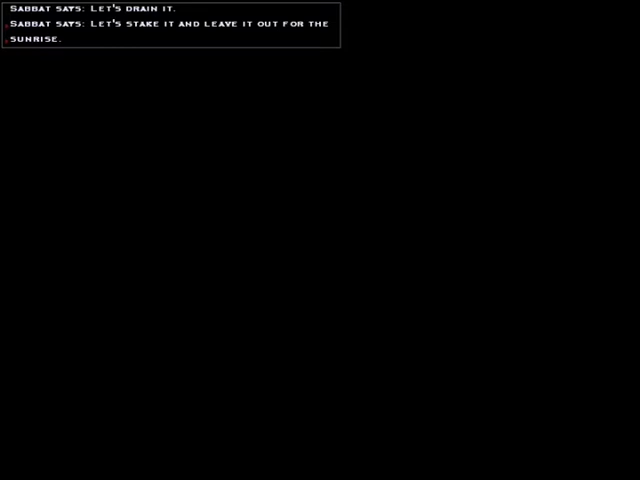 Sabbat says: Let's drain it.
Sabbat says: Let's stake it and leave it out for the
sunrise.